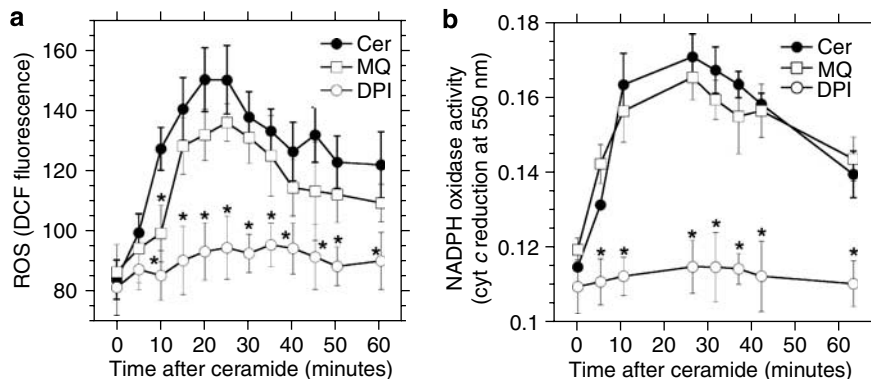 a
ROS (DCF fluorescence)
160
140
120
100
80
Cer
MQ
DPI
* * * * * * * * * * *
0 10 20 30 40 50 60
Time after ceramide (minutes)
b
NADPH oxidase activity
(cyt c reduction at 550 nm)
0.18
0.16
0.14
0.12
0.1
Cer
MQ
DPI
* * * * * * *
0 10 20 30 40 50 60
Time after ceramide (minutes)